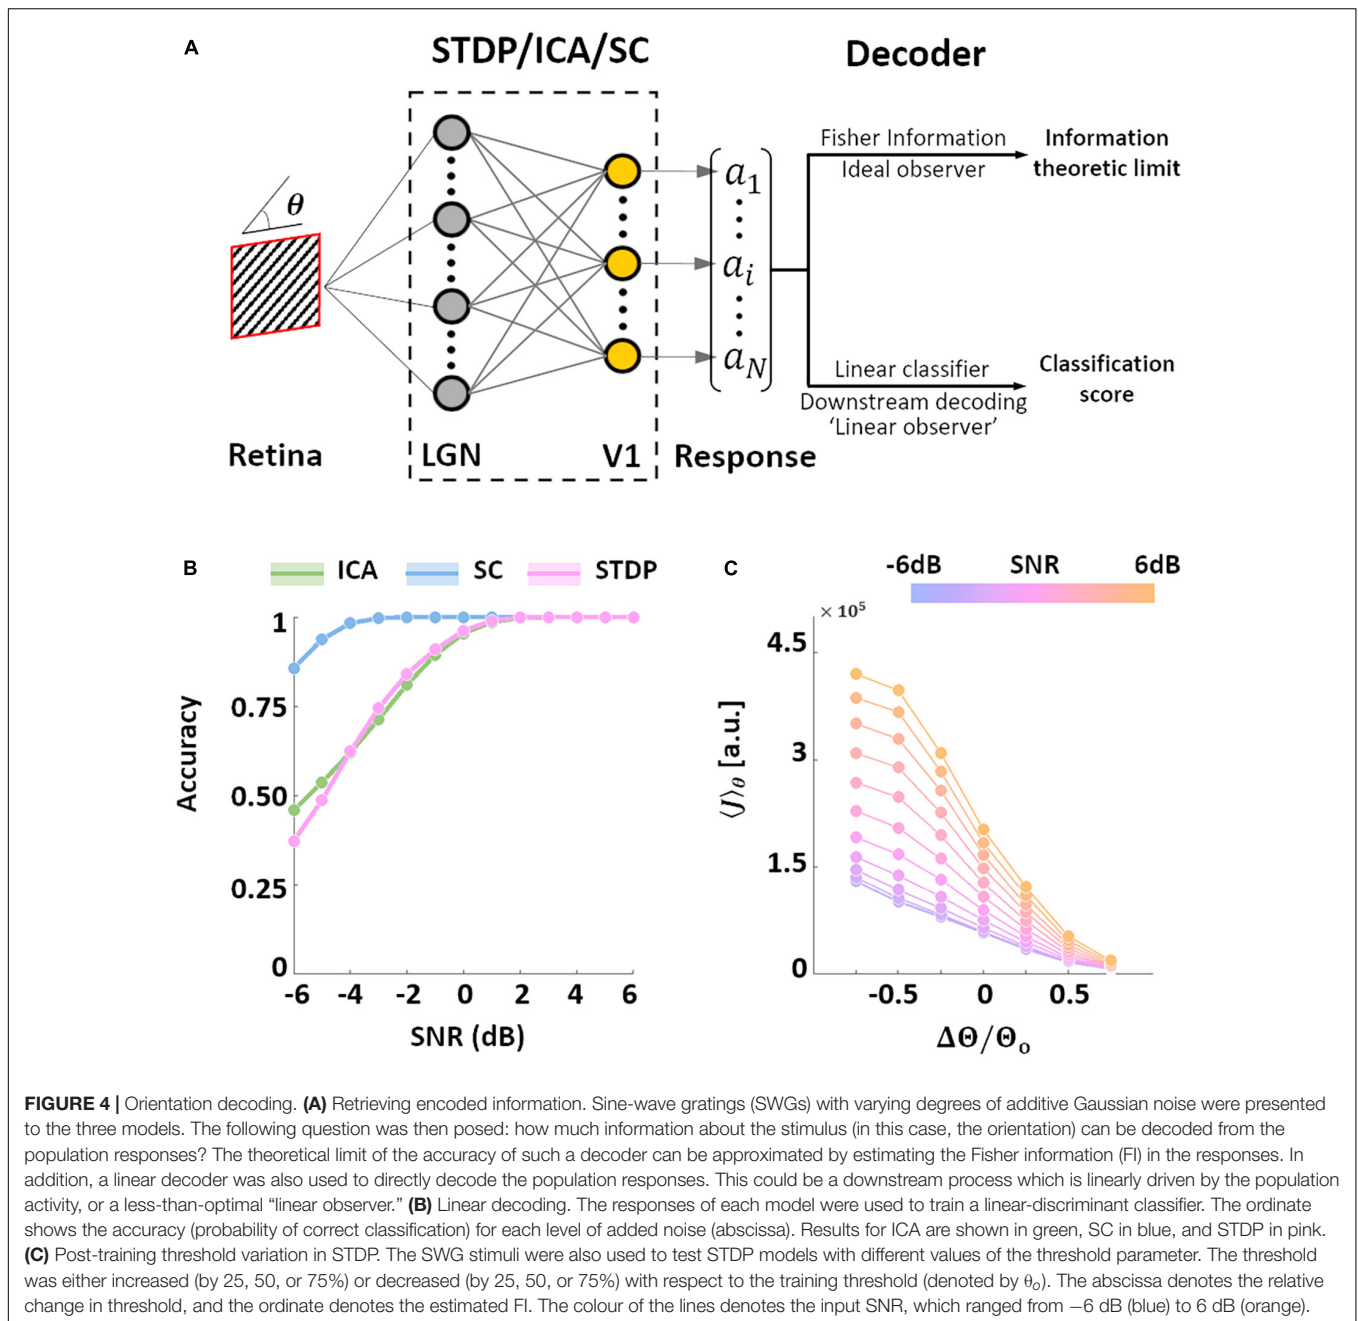 A
STDP/ICA/SC
Decoder
θ
a1
ai
aN
Fisher Information
Ideal observer
Information
theoretic limit
Linear classifier
Downstream decoding
‘Linear observer’
Classification
score
Retina
LGN
V1
Response
B
ICA
SC
STDP
1
0.75
0.50
0.25
0
Accuracy
-6 -4 -2 0 2 4 6
SNR (dB)
C
-6dB SNR 6dB
× 10⁵
4.5
3
1.5
0
⟨J⟩θ [a.u.]
-0.5 0 0.5
ΔΘ/Θo
FIGURE 4 | Orientation decoding. (A) Retrieving encoded information. Sine-wave gratings (SWGs) with varying degrees of additive Gaussian noise were presented
to the three models. The following question was then posed: how much information about the stimulus (in this case, the orientation) can be decoded from the
population responses? The theoretical limit of the accuracy of such a decoder can be approximated by estimating the Fisher information (FI) in the responses. In
addition, a linear decoder was also used to directly decode the population responses. This could be a downstream process which is linearly driven by the population
activity, or a less-than-optimal “linear observer.” (B) Linear decoding. The responses of each model were used to train a linear-discriminant classifier. The ordinate
shows the accuracy (probability of correct classification) for each level of added noise (abscissa). Results for ICA are shown in green, SC in blue, and STDP in pink.
(C) Post-training threshold variation in STDP. The SWG stimuli were also used to test STDP models with different values of the threshold parameter. The threshold
was either increased (by 25, 50, or 75%) or decreased (by 25, 50, or 75%) with respect to the training threshold (denoted by θo). The abscissa denotes the relative
change in threshold, and the ordinate denotes the estimated FI. The colour of the lines denotes the input SNR, which ranged from −6 dB (blue) to 6 dB (orange).